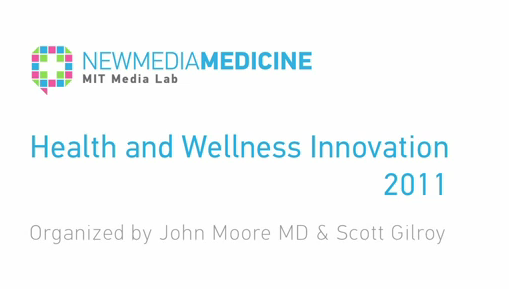 NEWMEDIAMEDICINE
MIT Media Lab
Health and Wellness Innovation
2011
Organized by John Moore MD & Scott Gilroy